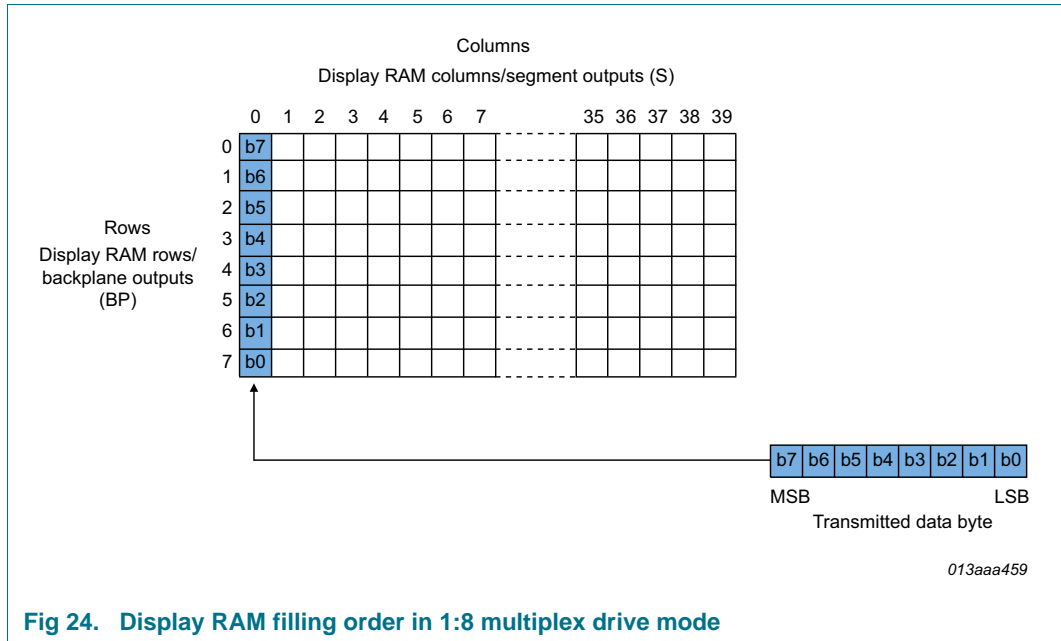 Columns
Display RAM columns/segment outputs (S)
0 1 2 3 4 5 6 7 35 36 37 38 39
0 b7
1 b6
2 b5
3 b4
4 b3
5 b2
6 b1
7 b0
Rows
Display RAM rows/
backplane outputs
(BP)
b7 b6 b5 b4 b3 b2 b1 b0
MSB LSB
Transmitted data byte
013aaa459
Fig 24. Display RAM filling order in 1:8 multiplex drive mode